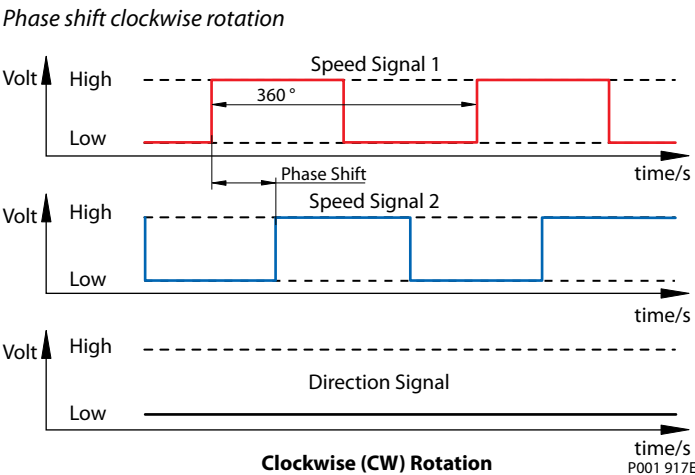 Phase shift clockwise rotation
Speed Signal 1
Volt
High
360 °
Low
time/s
Phase Shift
Speed Signal 2
Volt
High
Low
time/s
Volt
High
Direction Signal
Low
time/s
Clockwise (CW) Rotation
P001 917E